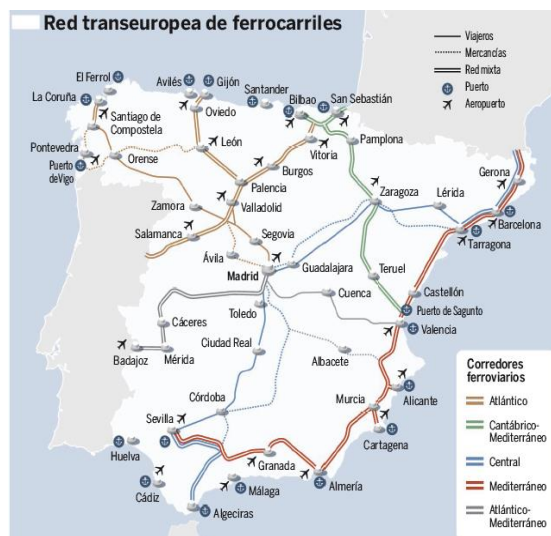 Red transeuropea de ferrocarriles
Viajeros
Mercancías
Red mixta
Puerto
Aeropuerto
El Ferrol
Avilés
Gijón
Santander
Bilbao
San Sebastián
La Coruña
Oviedo
Santiago de
Compostela
León
Vitoria
Pamplona
Pontevedra
Puerto
de Vigo
Orense
Burgos
Palencia
Gerona
Zamora
Valladolid
Zaragoza
Lérida
Barcelona
Salamanca
Segovia
Tarragona
Ávila
Madrid
Guadalajara
Teruel
Castellón
Toledo
Cuenca
Puerto de Sagunto
Cáceres
Valencia
Ciudad Real
Albacete
Badajoz
Mérida
Alicante
Córdoba
Murcia
Sevilla
Cartagena
Huelva
Granada
Almería
Cádiz
Málaga
Algeciras
Corredores
ferroviarios
Atlántico
Cantábrico-
Mediterráneo
Central
Mediterráneo
Atlántico-
Mediterráneo